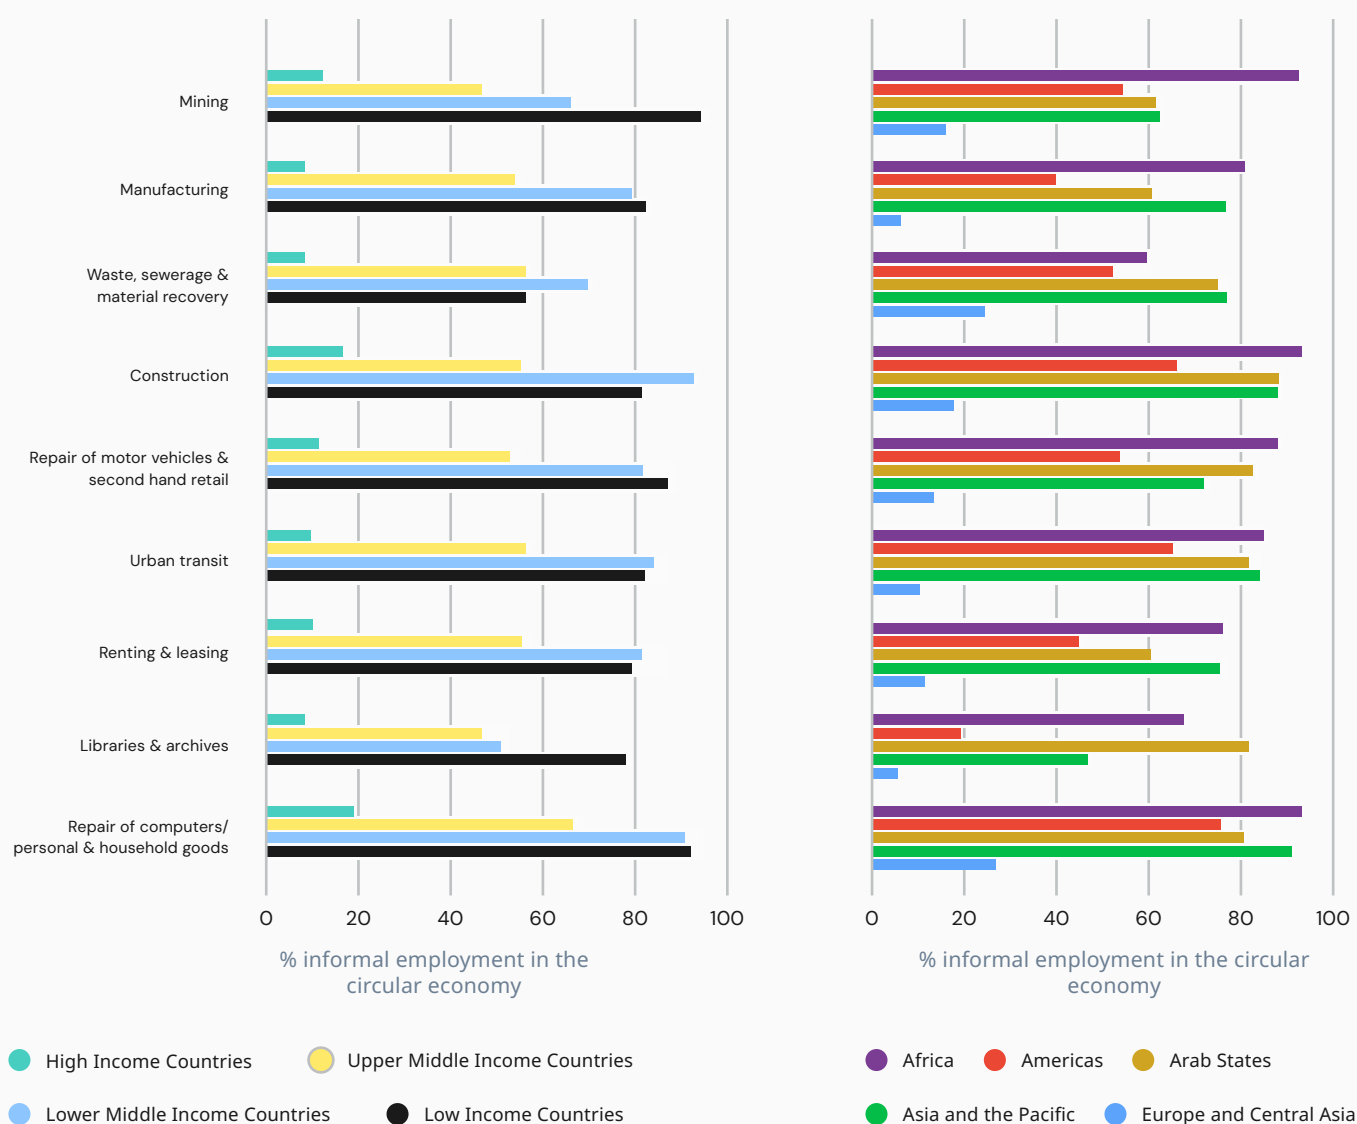 Mining
Manufacturing
Waste, sewerage &
material recovery
Construction
Repair of motor vehicles &
second hand retail
Urban transit
Renting & leasing
Libraries & archives
Repair of computers/
personal & household goods
0 20 40 60 80 100
% informal employment in the
circular economy
High Income Countries
Upper Middle Income Countries
Lower Middle Income Countries
Low Income Countries
0 20 40 60 80 100
% informal employment in the circular
economy
Africa
Americas
Arab States
Asia and the Pacific
Europe and Central Asia